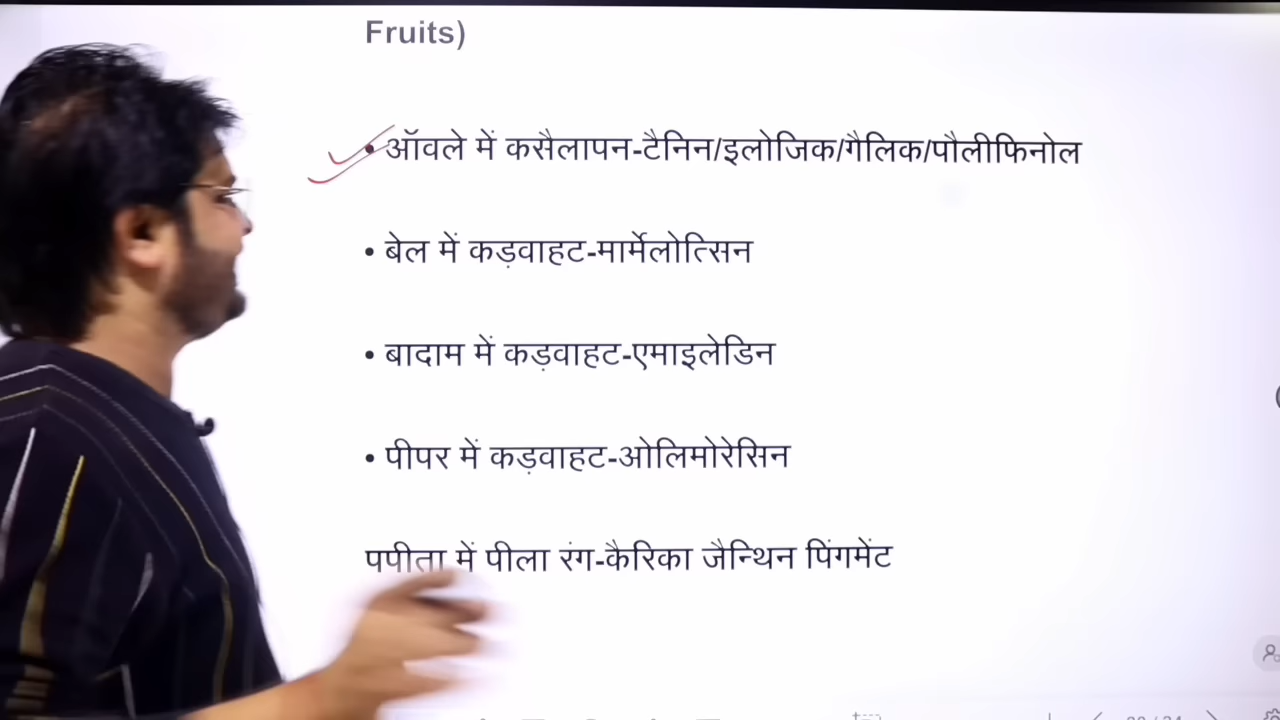 Fruits)
• ऑवले में कसैलापन-टैनिन/इलोजिक/गैलिक/पौलीफिनोल
• बेल में कड़वाहट-मार्मेलोत्सिन
• बादाम में कड़वाहट-एमाइलेडिन
• पीपर में कड़वाहट-ओलिमोरेसिन
पपीता में पीला रंग-कैरिका जैन्थिन पिंगमेंट